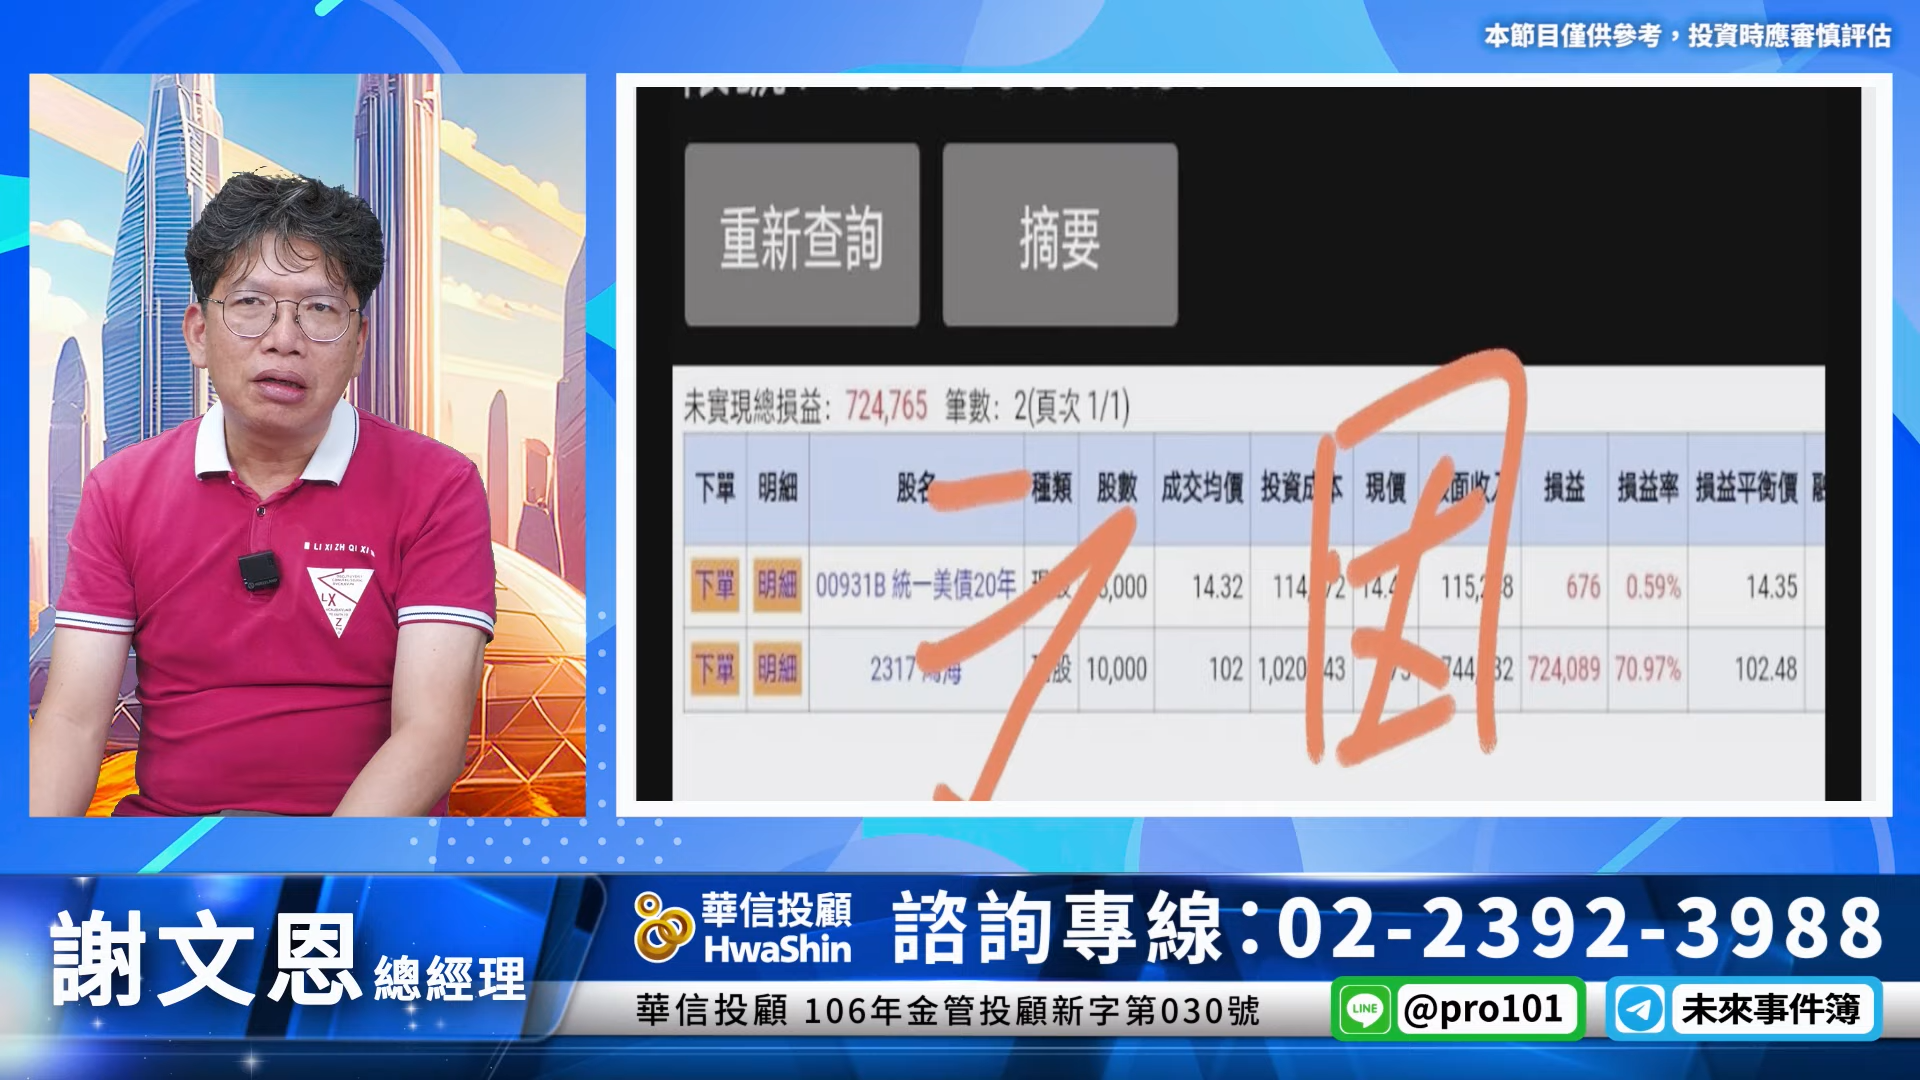 本節目僅供參考，投資時應審慎評估
重新查詢 摘要
未實現總損益: 724,765 筆數: 2(頁次 1/1)
下單 明細 股名 種類 股數 成交均價 投資成本 現價 損益 損益率 損益平衡價
下單 明細 00931B 統一美債20年 14.32 676 0.59% 14.35
下單 明細 2317 10,000 102 724,089 70.97% 102.48
因
LI XI ZH QI XI
謝文恩 總經理
華信投顧
HwaShin
諮詢專線:02-2392-3988
華信投顧 106年金管投顧新字第030號
LINE @pro101 未來事件簿